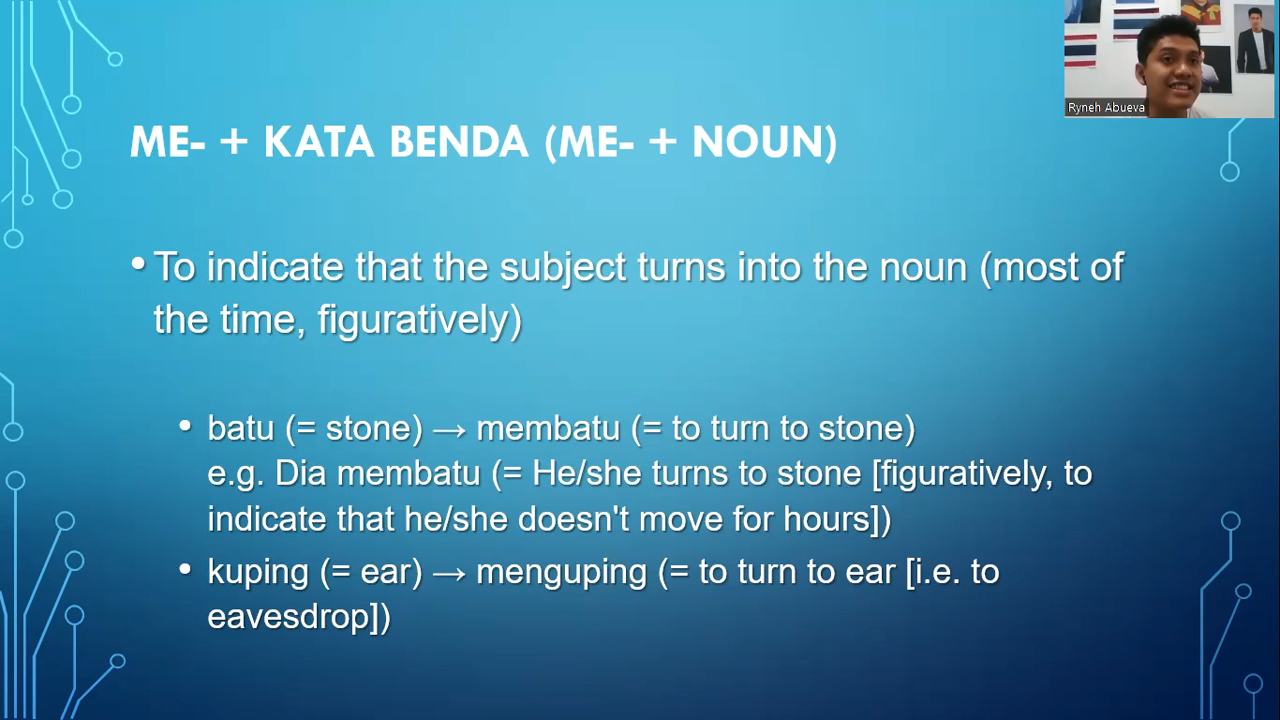 Ryneh Abueva
ME- + KATA BENDA (ME- + NOUN)
• To indicate that the subject turns into the noun (most of
the time, figuratively)
• batu (= stone) → membatu (= to turn to stone)
e.g. Dia membatu (= He/she turns to stone [figuratively, to
indicate that he/she doesn't move for hours])
• kuping (= ear) → menguping (= to turn to ear [i.e. to
eavesdrop])